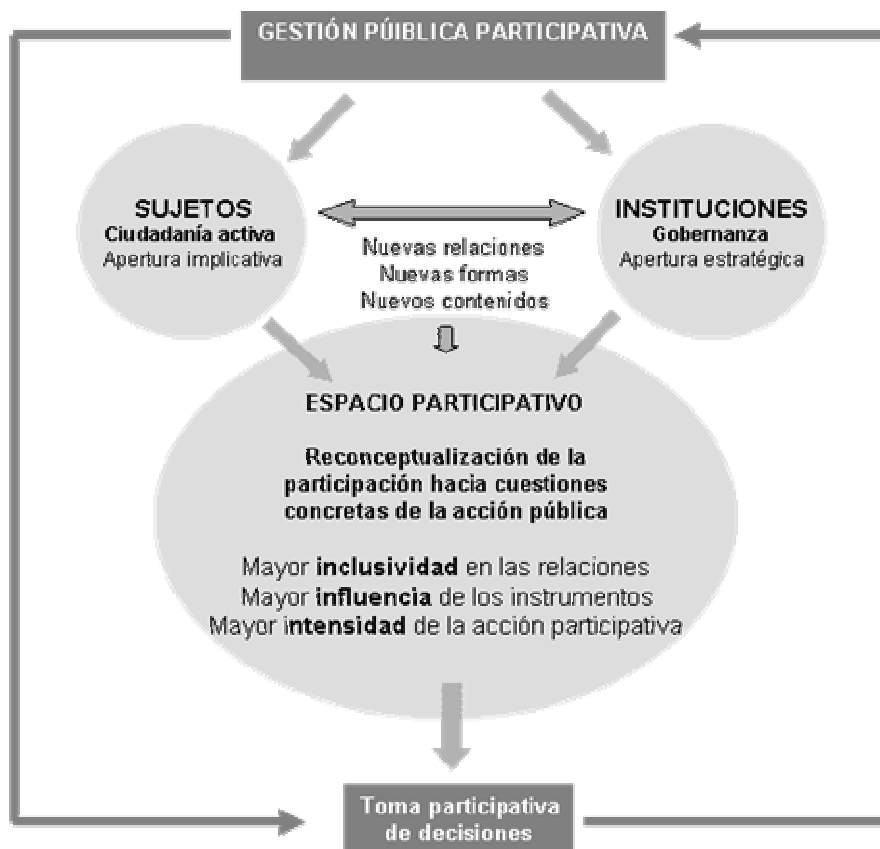 GESTIÓN PÚIBLICA PARTICIPATIVA
SUJETOS
Ciudadanía activa
Apertura implicativa
INSTITUCIONES
Gobernanza
Apertura estratégica
Nuevas relaciones
Nuevas formas
Nuevos contenidos
ESPACIO PARTICIPATIVO
Reconceptualización de la
participación hacia cuestiones
concretas de la acción pública
Mayor inclusividad en las relaciones
Mayor influencia de los instrumentos
Mayor intensidad de la acción participativa
Toma participativa
de decisiones